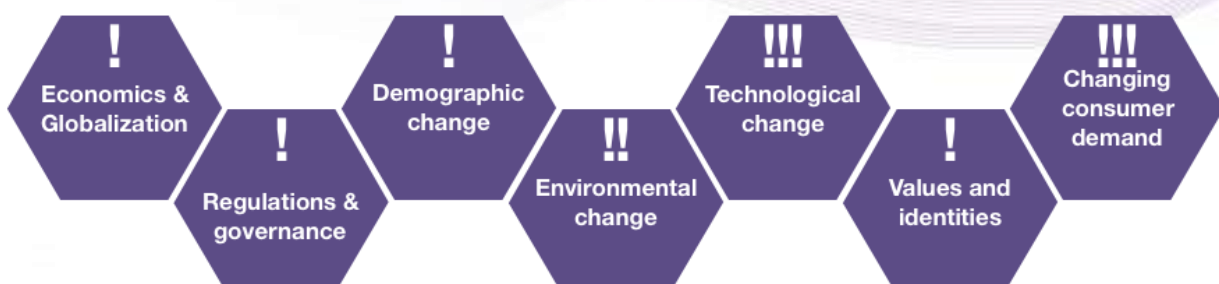 !
Economics &
Globalization
!
Regulations &
governance
!
Demographic
change
!!
Environmental
change
!!!
Technological
change
!
Values and
identities
!!!
Changing
consumer
demand